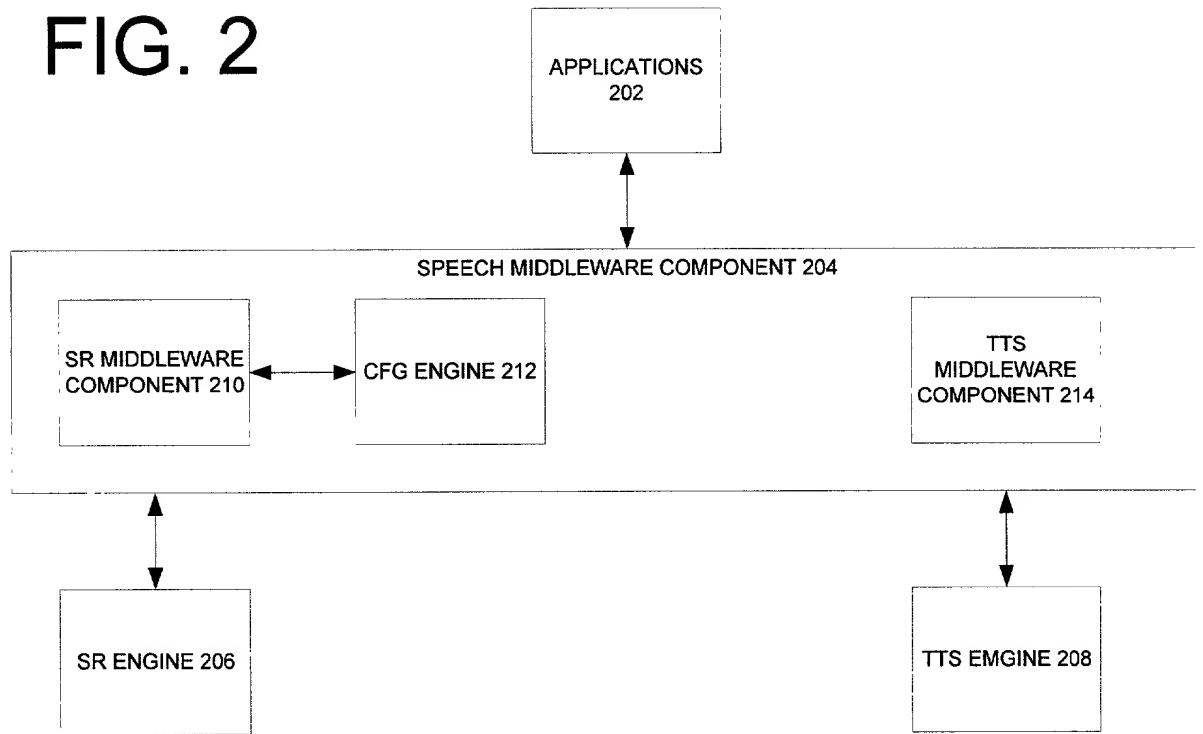 FIG. 2
APPLICATIONS
202
SPEECH MIDDLEWARE COMPONENT 204
SR MIDDLEWARE
COMPONENT 210
CFG ENGINE 212
TTS
MIDDLEWARE
COMPONENT 214
SR ENGINE 206
TTS EMGINE 208